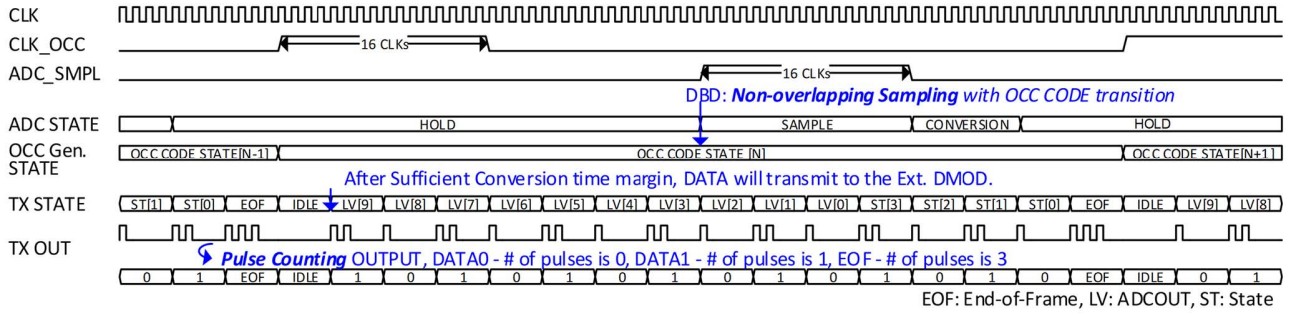 CLK
CLK_OCC
16 CLKs
ADC_SMPL
16 CLKs
DBD: Non-overlapping Sampling with OCC CODE transition
ADC STATE HOLD SAMPLE CONVERSION HOLD
OCC Gen. STATE OCC CODE STATE[N-1] OCC CODE STATE [N] OCC CODE STATE[N+1]
After Sufficient Conversion time margin, DATA will transmit to the Ext. DMOD.
TX STATE ST[1] ST[0] EOF IDLE LV[9] LV[8] LV[7] LV[6] LV[5] LV[4] LV[3] LV[2] LV[1] LV[0] ST[3] ST[2] ST[1] ST[0] EOF IDLE LV[9] LV[8]
TX OUT
Pulse Counting OUTPUT, DATA0 - # of pulses is 0, DATA1 - # of pulses is 1, EOF - # of pulses is 3
0 1 EOF IDLE 1 0 1 0 1 0 1 0 1 0 1 0 1 0 EOF IDLE 0 1
EOF: End-of-Frame, LV: ADCOUT, ST: State